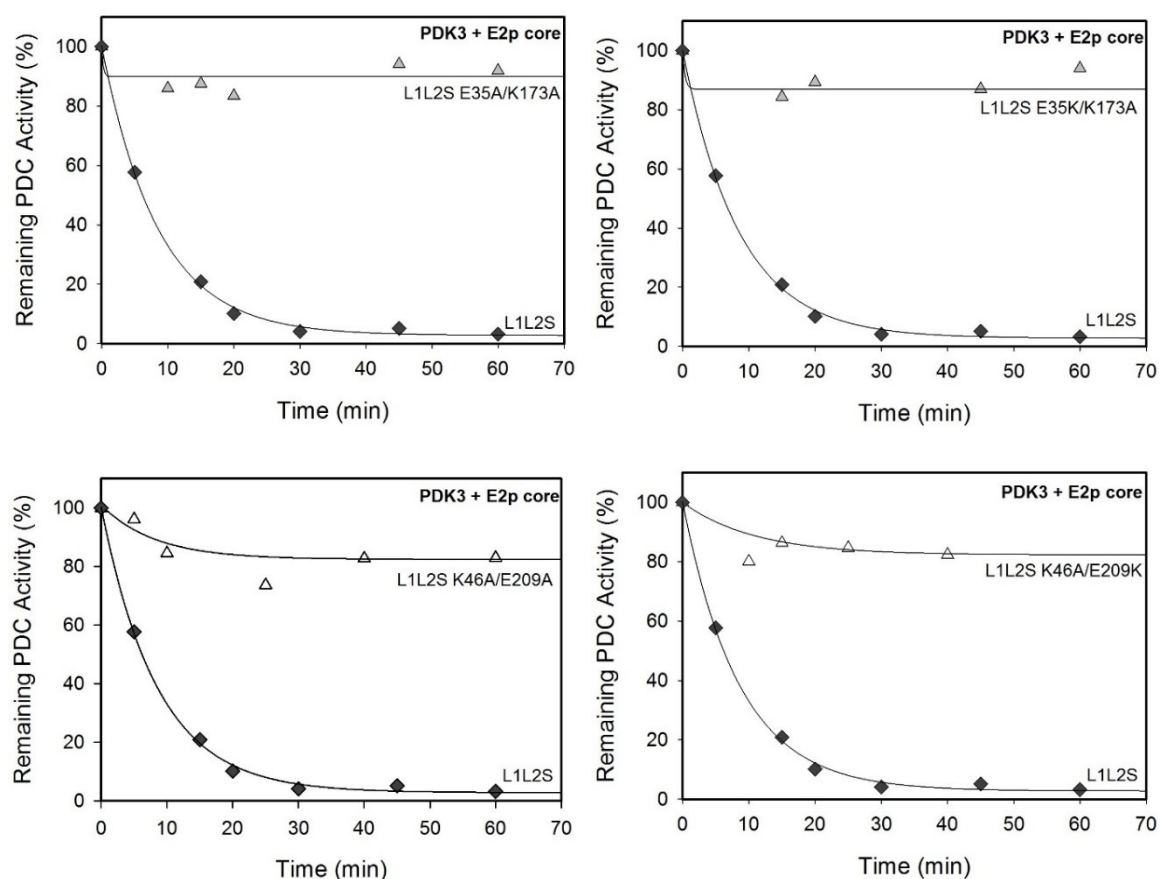 PDK3 + E2p core
L1L2S E35A/K173A
L1L2S
Remaining PDC Activity (%)
100
80
60
40
20
0
0 10 20 30 40 50 60 70
Time (min)
PDK3 + E2p core
L1L2S E35K/K173A
L1L2S
Remaining PDC Activity (%)
100
80
60
40
20
0
0 10 20 30 40 50 60 70
Time (min)
PDK3 + E2p core
L1L2S K46A/E209A
L1L2S
Remaining PDC Activity (%)
100
80
60
40
20
0
0 10 20 30 40 50 60 70
Time (min)
PDK3 + E2p core
L1L2S K46A/E209K
L1L2S
Remaining PDC Activity (%)
100
80
60
40
20
0
0 10 20 30 40 50 60 70
Time (min)